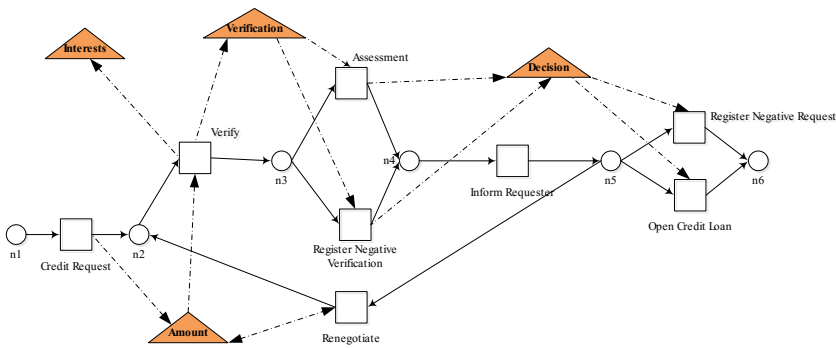 Verification
Interests
Assessment
Decision
Register Negative Request
Verify
n3
n4
Inform Requester
n5
n6
n1
Credit Request
n2
Register Negative
Verification
Open Credit Loan
Amount
Renegotiate